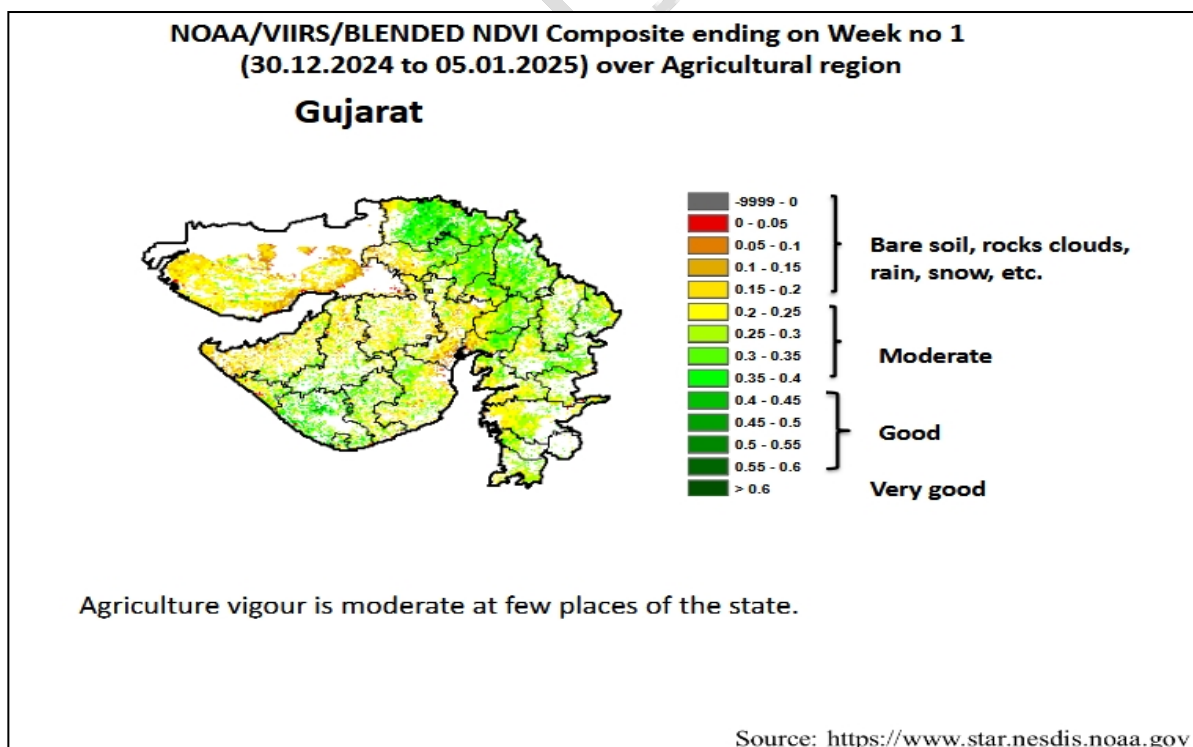 NOAA/VIIRS/BLENDED NDVI Composite ending on Week no 1
(30.12.2024 to 05.01.2025) over Agricultural region
Gujarat
-9999 - 0
0 - 0.05
0.05 - 0.1
0.1 - 0.15
0.15 - 0.2
0.2 - 0.25
0.25 - 0.3
0.3 - 0.35
0.35 - 0.4
0.4 - 0.45
0.45 - 0.5
0.5 - 0.55
0.55 - 0.6
> 0.6
Bare soil, rocks clouds,
rain, snow, etc.
Moderate
Good
Very good
Agriculture vigour is moderate at few places of the state.
Source: https://www.star.nesdis.noaa.gov